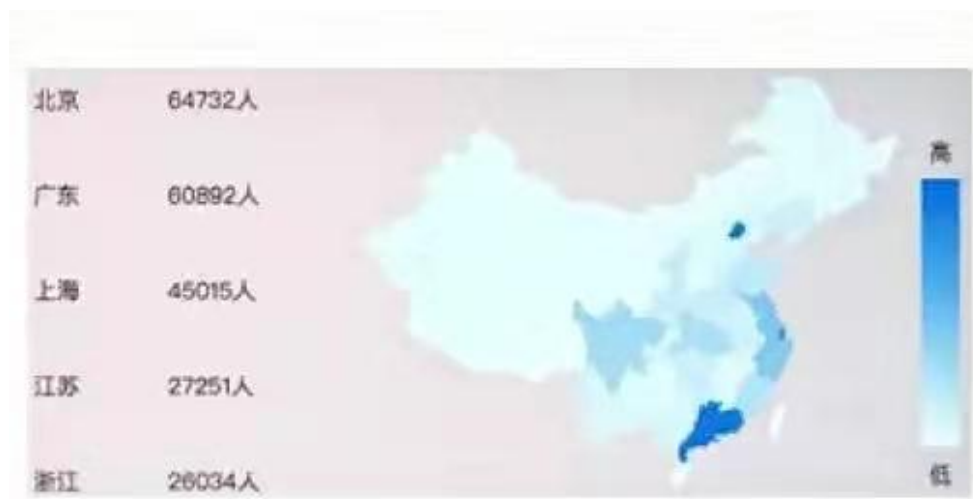 北京 64732人
高
广东 60892人
上海 45015人
江苏 27251人
低
浙江 26034人